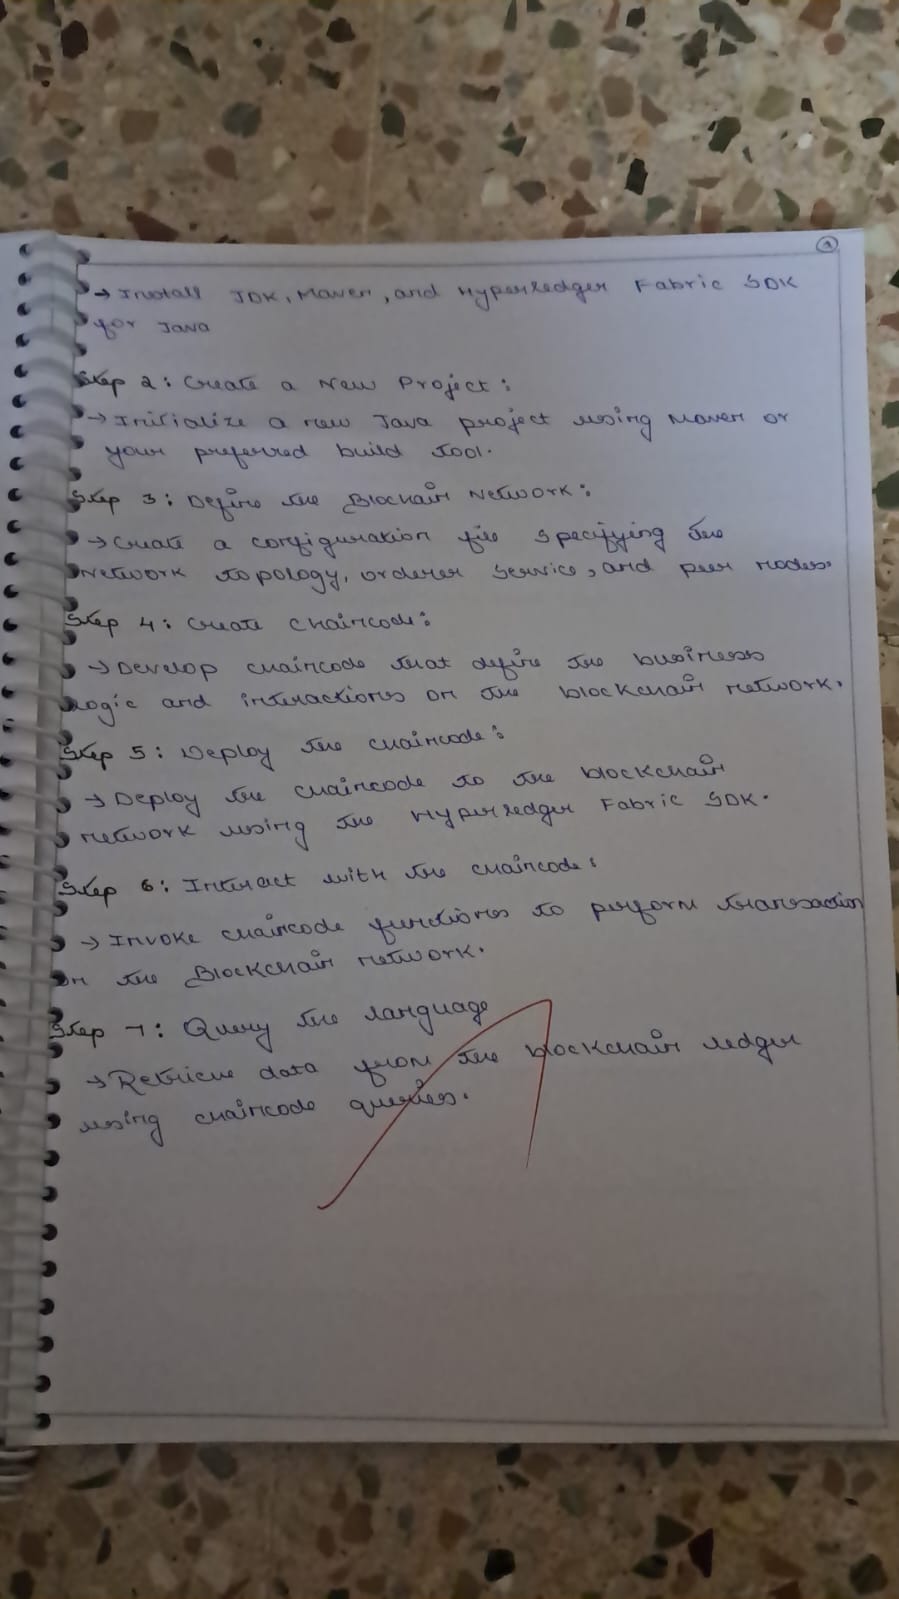 → Install JDK, Maven, and Hyperledger Fabric SDK
for Java
Step 2: Create a New Project:
→ Initialize a new Java project using Maven or
your preferred build tool.
Step 3: Define the Blochain Network:
→ Create a configuration file specifying the
Network topology, orderer service, and peer nodes.
Step 4: Create Chaincode:
→ Develop chaincode that define the business
logic and interactions on the blockchain network.
Step 5: Deploy the chaincode:
→ Deploy the chaincode to the blockchain
network using the Hyperledger Fabric SDK.
Step 6: Interact with the chaincode:
→ Invoke chaincode functions to perform transaction
on the Blockchain network.
Step 7: Query the language
→ Retrieve data from the blockchain ledger
using chaincode queries.